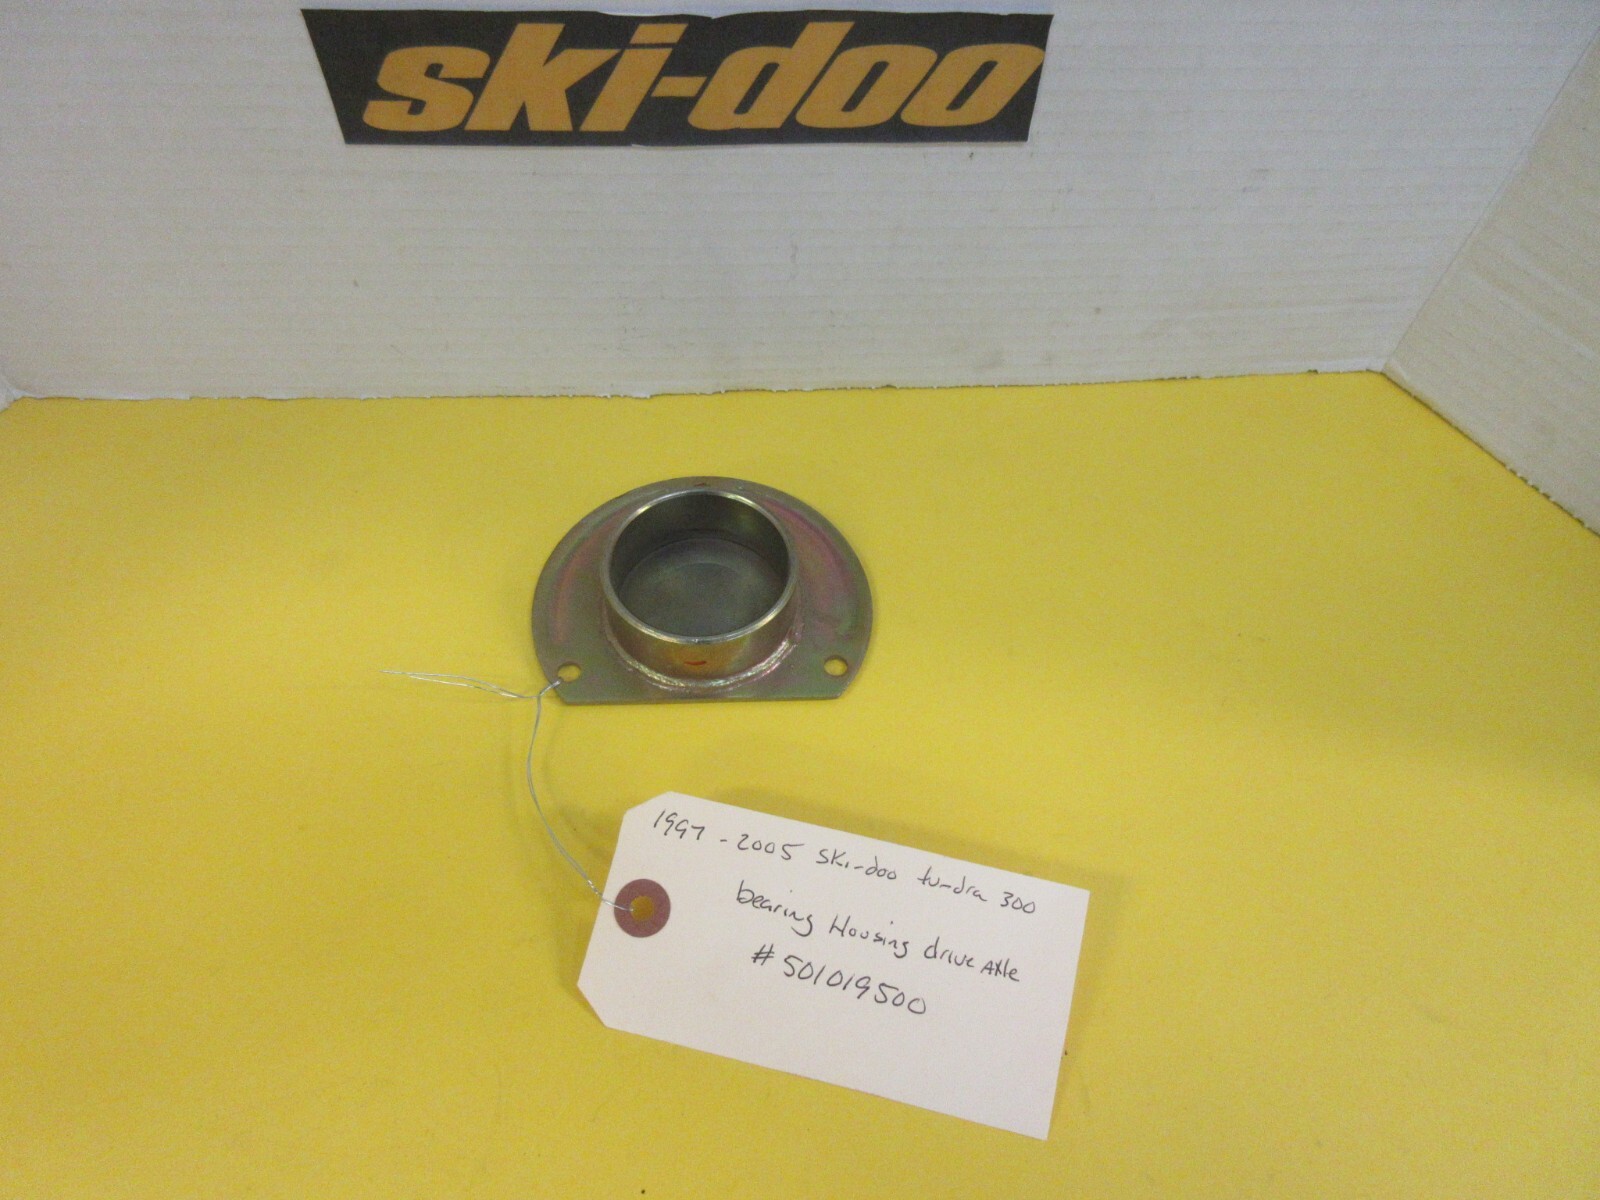 ski-doo
1997 - 2005 Ski-doo tundra 300
bearing Housing drive Axle
# 501019500